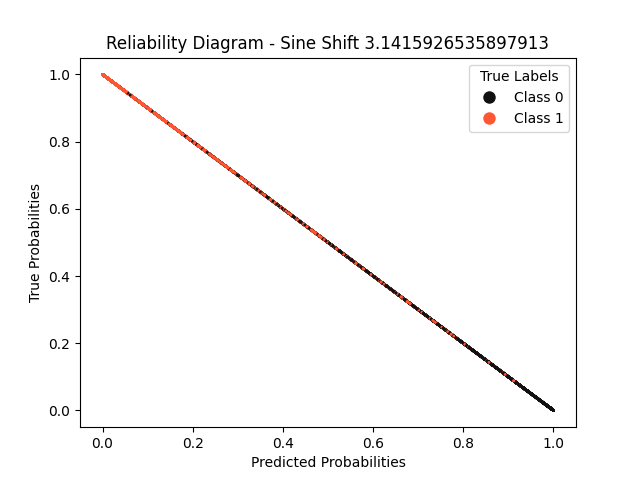 Reliability Diagram - Sine Shift 3.1415926535897913
True Labels
Class 0
Class 1
True Probabilities
1.0
0.8
0.6
0.4
0.2
0.0
0.0 0.2 0.4 0.6 0.8 1.0
Predicted Probabilities